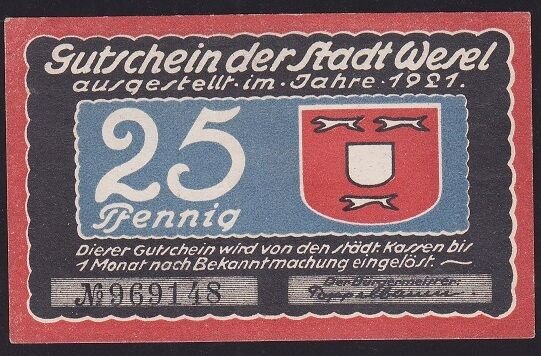 Gutschein der Stadt Wesel
ausgestellt·im·Jahre·1921.
25
Pfennig
Dieser Gutschein wird von den städt. Kassen bis
1 Monat nach Bekanntmachung eingelöst.
№969148
Der Bürgermeister:
Poppelbaum